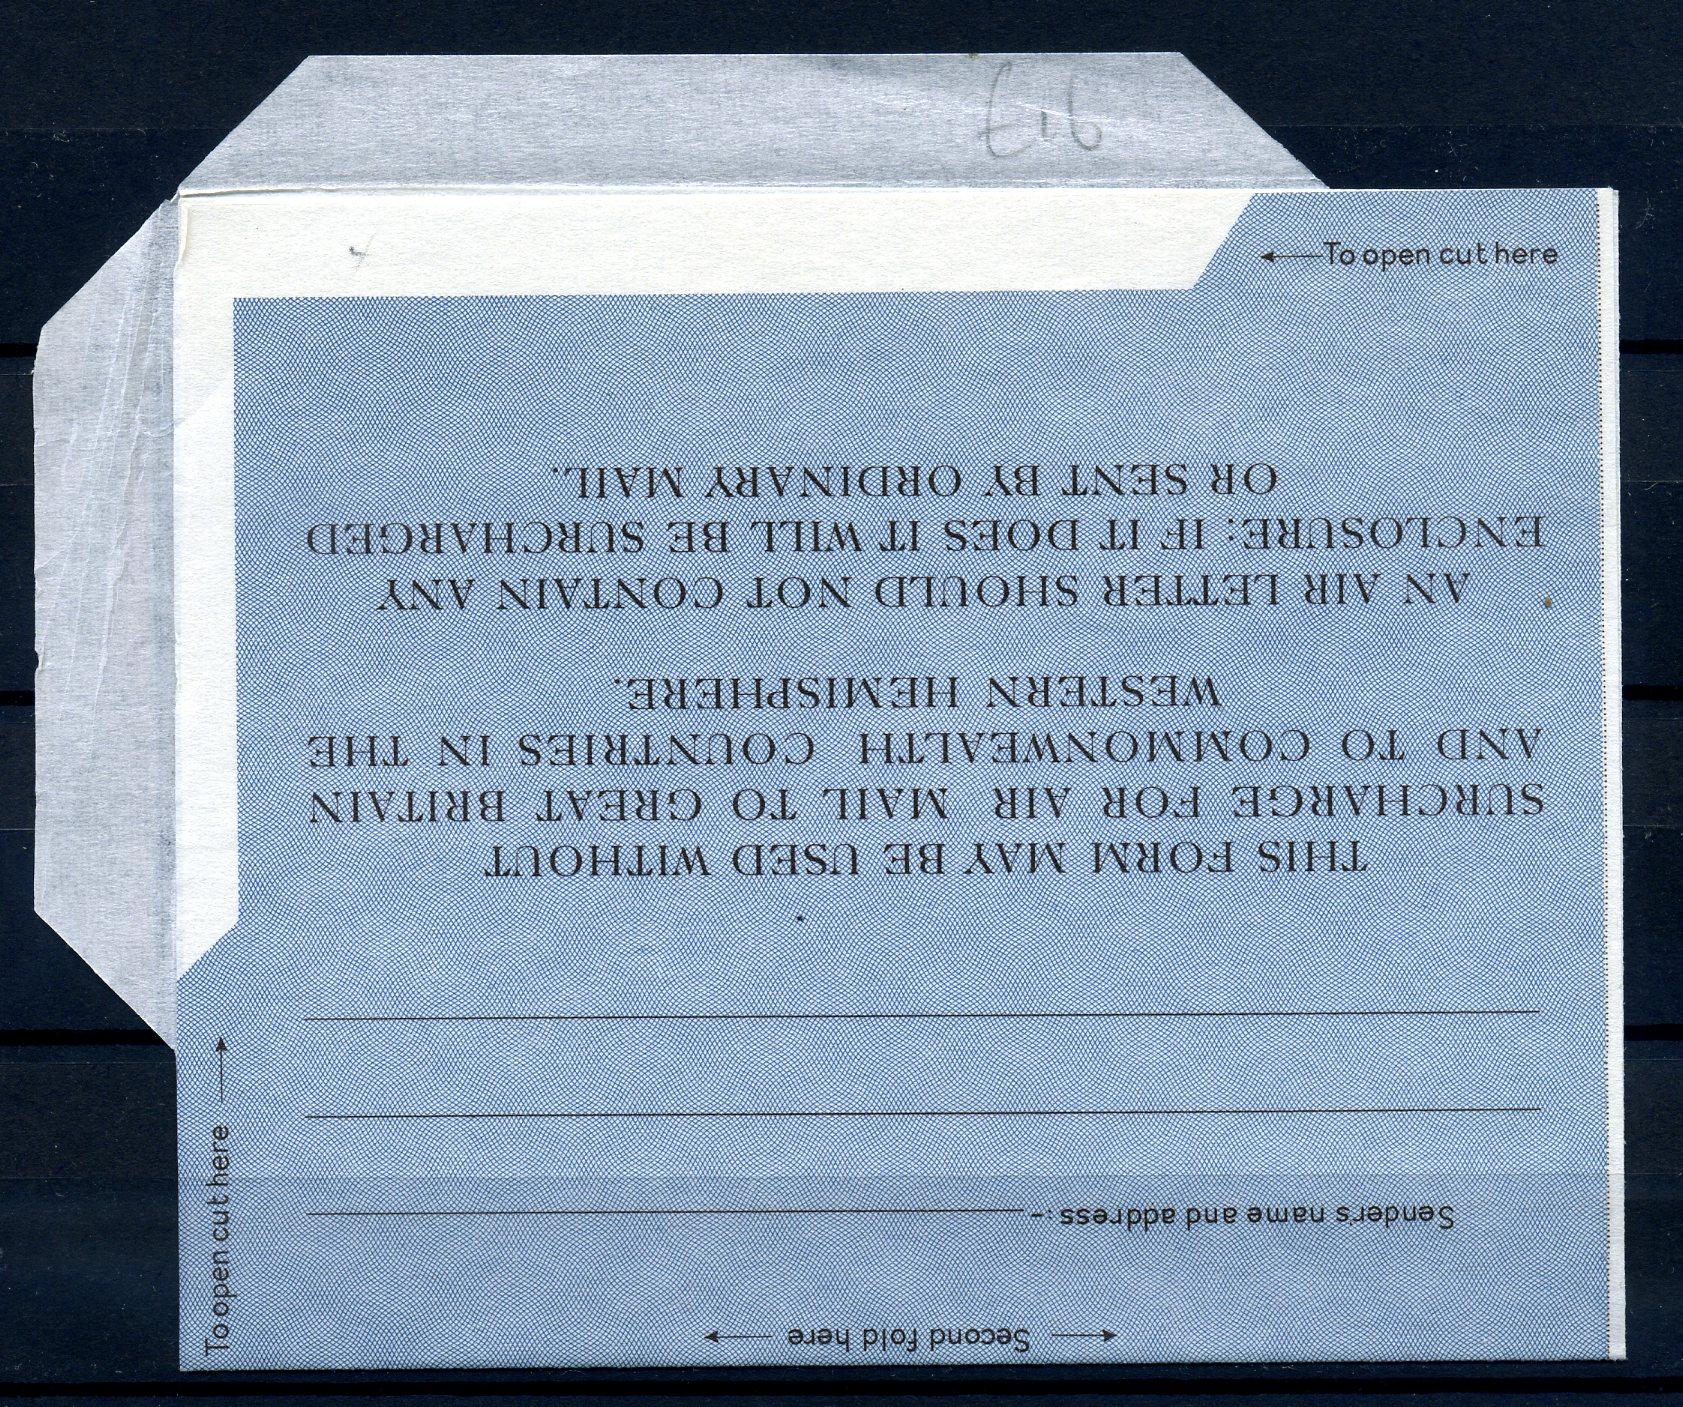 Second fold here
Sender's name and address:-
THIS FORM MAY BE USED WITHOUT
SURCHARGE FOR AIR MAIL TO GREAT BRITAIN
AND TO COMMONWEALTH COUNTRIES IN THE
WESTERN HEMISPHERE.
AN AIR LETTER SHOULD NOT CONTAIN ANY
ENCLOSURE: IF IT DOES IT WILL BE SURCHARGED
OR SENT BY ORDINARY MAIL.
To open cut here
To open cut here